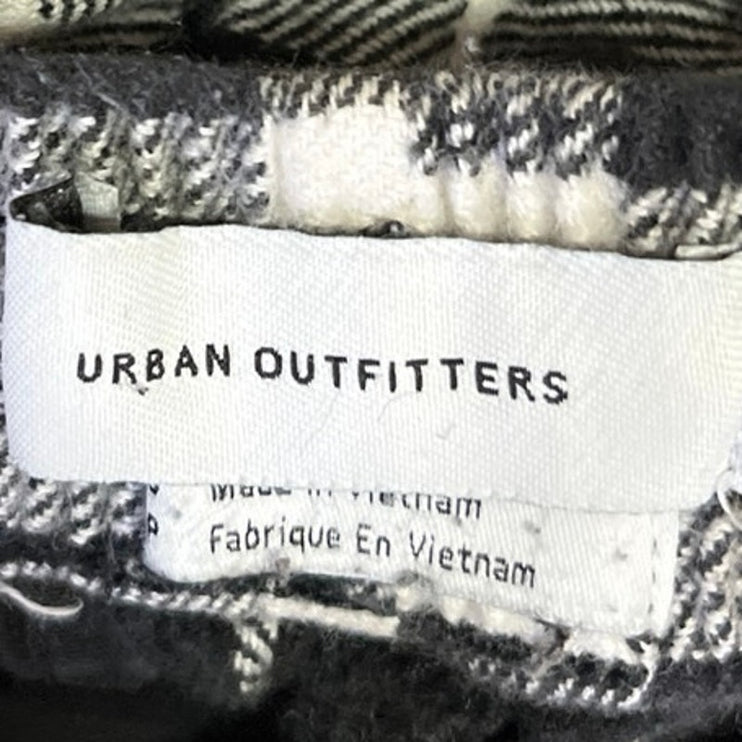 URBAN OUTFITTERS
Made in Vietnam
Fabrique En Vietnam